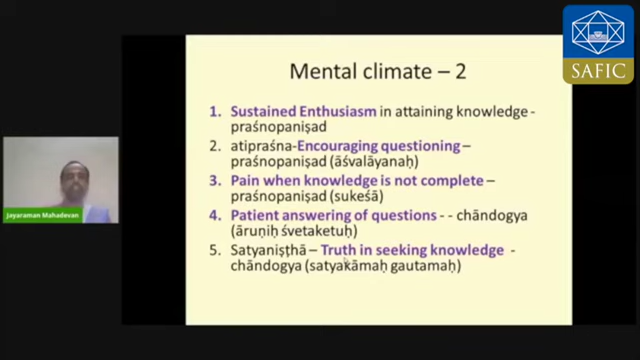 SAFIC
Mental climate – 2
1. Sustained Enthusiasm in attaining knowledge -
praśnopaniṣad
2. atipraśna-Encouraging questioning –
praśnopaniṣad (āśvalāyanaḥ)
3. Pain when knowledge is not complete –
praśnopaniṣad (sukeśā)
4. Patient answering of questions - - chāndogya
(āruṇiḥ śvetaketuḥ)
5. Satyaniṣṭhā – Truth in seeking knowledge -
chāndogya (satyakāmaḥ gautamaḥ)
Jayaraman Mahadevan